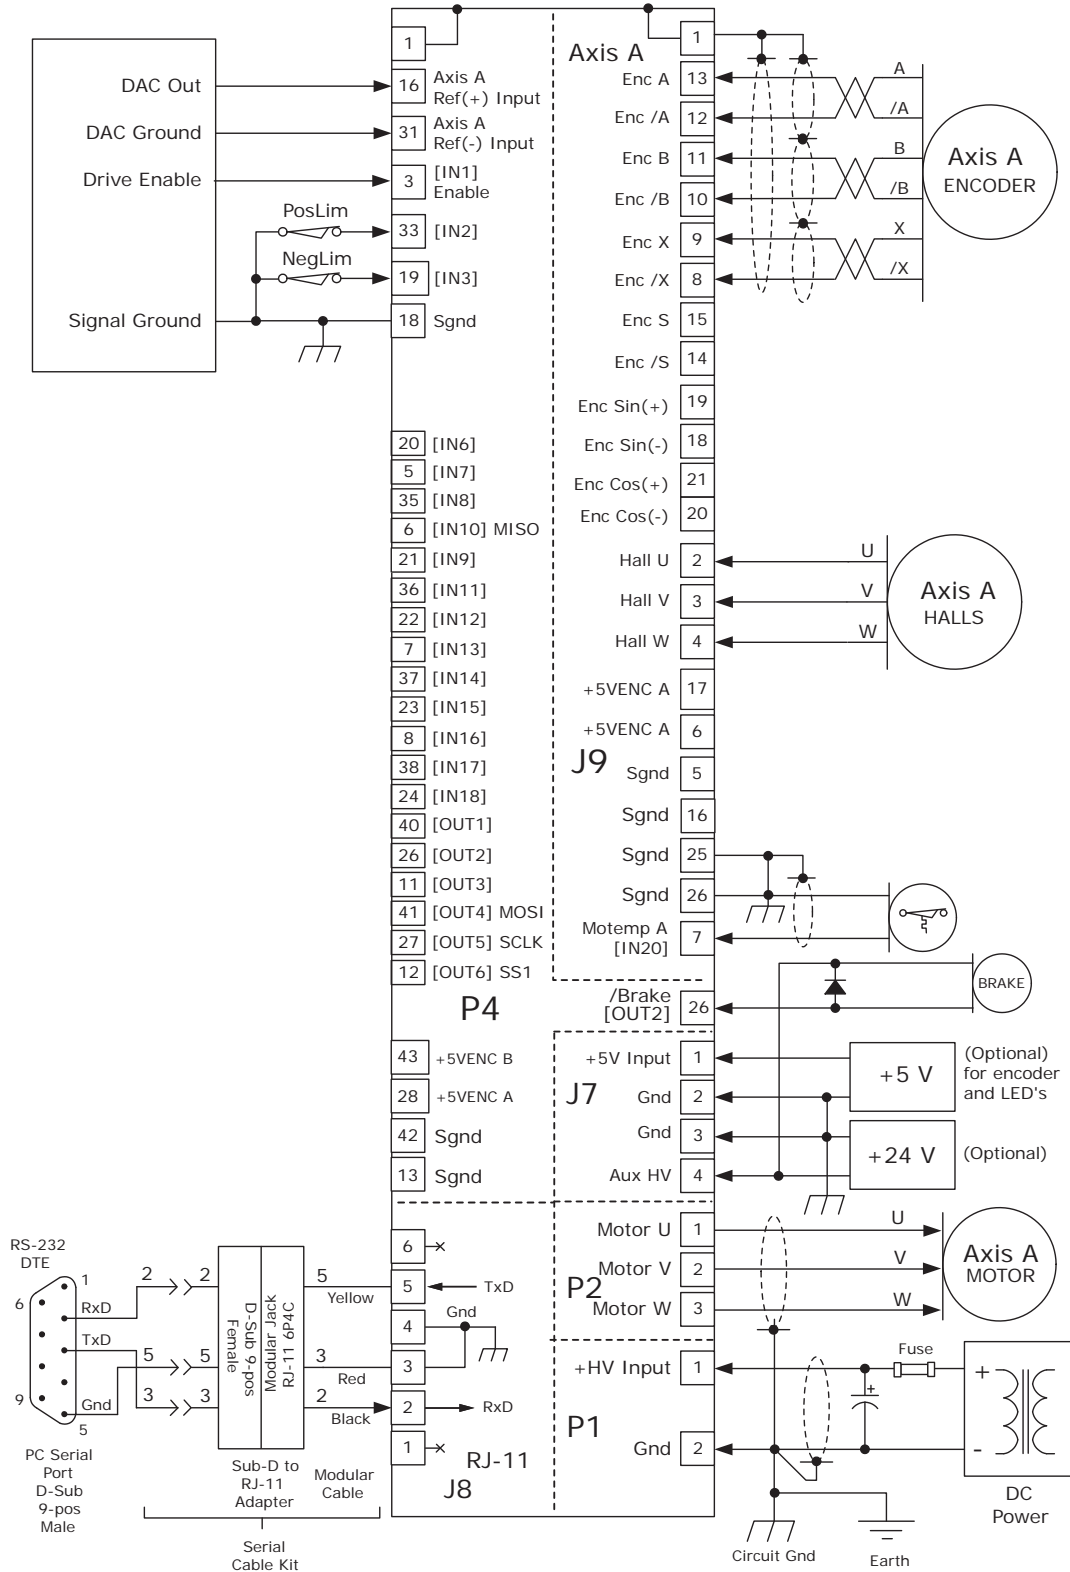 DAC Out
DAC Ground
Drive Enable
PosLim
NegLim
Signal Ground
1
16 Axis A
Ref(+) Input
31 Axis A
Ref(-) Input
3 [IN1]
Enable
33 [IN2]
19 [IN3]
18 Sgnd
20 [IN6]
5 [IN7]
35 [IN8]
6 [IN10] MISO
21 [IN9]
36 [IN11]
22 [IN12]
7 [IN13]
37 [IN14]
23 [IN15]
8 [IN16]
38 [IN17]
24 [IN18]
40 [OUT1]
26 [OUT2]
11 [OUT3]
41 [OUT4] MOSI
27 [OUT5] SCLK
12 [OUT6] SS1
P4
43 +5VENC B
28 +5VENC A
42 Sgnd
13 Sgnd
Axis A
1
Enc A 13
Enc /A 12
Enc B 11
Enc /B 10
Enc X 9
Enc /X 8
Enc S 15
Enc /S 14
Enc Sin(+) 19
Enc Sin(-) 18
Enc Cos(+) 21
Enc Cos(-) 20
Hall U 2
Hall V 3
Hall W 4
+5VENC A 17
+5VENC A 6
J9
Sgnd 5
Sgnd 16
Sgnd 25
Sgnd 26
Motemp A
[IN20] 7
/Brake
[OUT2] 26
A
/A
B
/B
X
/X
Axis A
ENCODER
U
V
W
Axis A
HALLS
BRAKE
J7
+5V Input 1
Gnd 2
Gnd 3
Aux HV 4
+5 V
(Optional)
for encoder
and LED's
+24 V
(Optional)
P2
Motor U 1
Motor V 2
Motor W 3
U
V
W
Axis A
MOTOR
P1
+HV Input 1
Gnd 2
Fuse
+
+
-
DC
Power
Circuit Gnd
Earth
RS-232
DTE
1
6
RxD
TxD
Gnd
9
5
PC Serial
Port
D-Sub
9-pos
Male
2 2
5 5
3 3
D-Sub 9-pos
Female
Modular Jack
RJ-11 6P4C
5
Yellow
3
Red
2
Black
Sub-D to
RJ-11
Adapter
Modular
Cable
Serial
Cable Kit
6
5 TxD
4 Gnd
3
2 RxD
1
RJ-11
J8